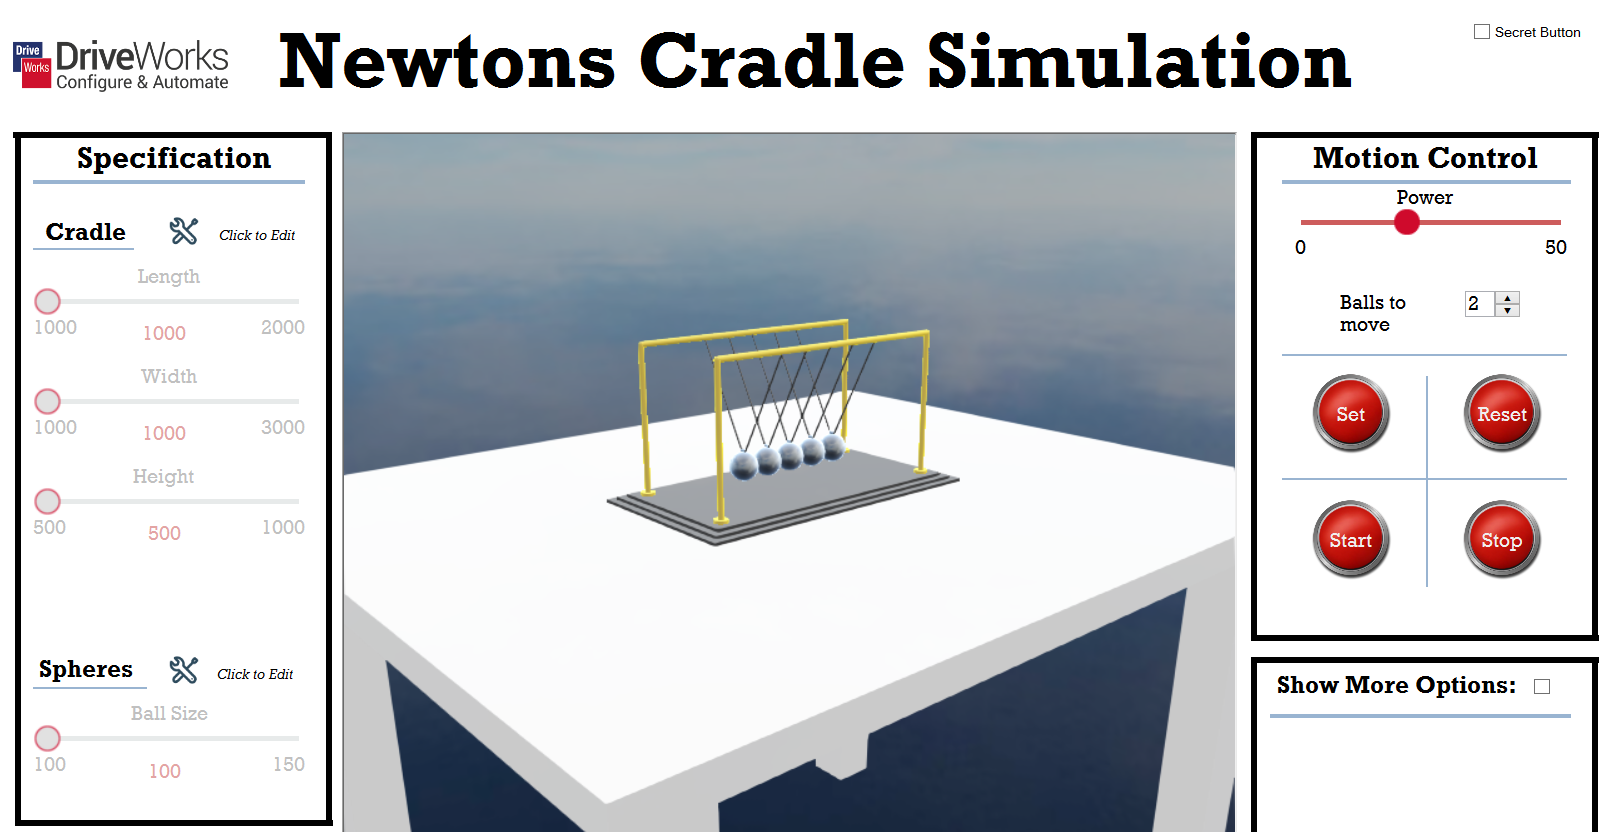 Drive
Works
DriveWorks
Configure & Automate
Newtons Cradle Simulation
Secret Button
Specification
Cradle
Click to Edit
Length
1000
1000
2000
Width
1000
1000
3000
Height
500
500
1000
Spheres
Click to Edit
Ball Size
100
100
150
Motion Control
Power
0
50
Balls to
move
2
Set
Reset
Start
Stop
Show More Options: